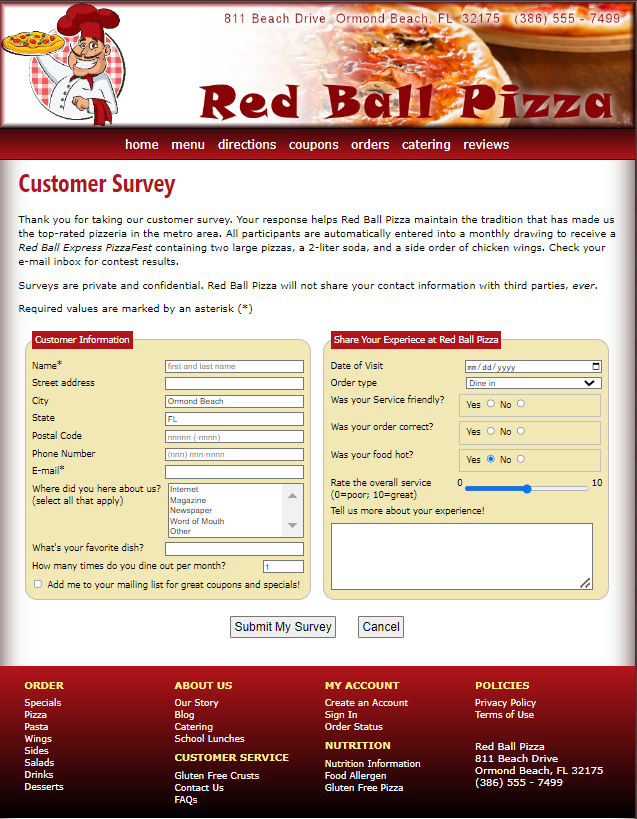 811 Beach Drive Ormond Beach, FL 32175 (386) 555 - 7499
Red Ball Pizza
home menu directions coupons orders catering reviews
Customer Survey
Thank you for taking our customer survey. Your response helps Red Ball Pizza maintain the tradition that has made us
the top-rated pizzeria in the metro area. All participants are automatically entered into a monthly drawing to receive a
Red Ball Express PizzaFest containing two large pizzas, a 2-liter soda, and a side order of chicken wings. Check your
e-mail inbox for contest results.
Surveys are private and confidential. Red Ball Pizza will not share your contact information with third parties, ever.
Required values are marked by an asterisk (*)
Customer Information
Name*
first and last name
Street address
City
Ormond Beach
State
FL
Postal Code
nnnnn (-nnnn)
Phone Number
(nnn) nnn-nnnn
E-mail*
Where did you here about us?
(select all that apply)
Internet
Magazine
Newspaper
Word of Mouth
Other
What's your favorite dish?
How many times do you dine out per month?
1
Add me to your mailing list for great coupons and specials!
Share Your Experiece at Red Ball Pizza
Date of Visit
mm/dd/yyyy
Order type
Dine in
Was your Service friendly?
Yes No
Was your order correct?
Yes No
Was your food hot?
Yes No
Rate the overall service
(0=poor; 10=great)
0 10
Tell us more about your experience!
Submit My Survey Cancel
ORDER
Specials
Pizza
Pasta
Wings
Sides
Salads
Drinks
Desserts
ABOUT US
Our Story
Blog
Catering
School Lunches
CUSTOMER SERVICE
Gluten Free Crusts
Contact Us
FAQs
MY ACCOUNT
Create an Account
Sign In
Order Status
NUTRITION
Nutrition Information
Food Allergen
Gluten Free Pizza
POLICIES
Privacy Policy
Terms of Use
Red Ball Pizza
811 Beach Drive
Ormond Beach, FL 32175
(386) 555 - 7499